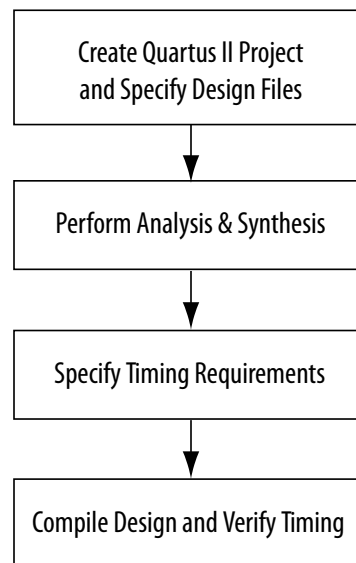 Create Quartus II Project
and Specify Design Files
Perform Analysis & Synthesis
Specify Timing Requirements
Compile Design and Verify Timing